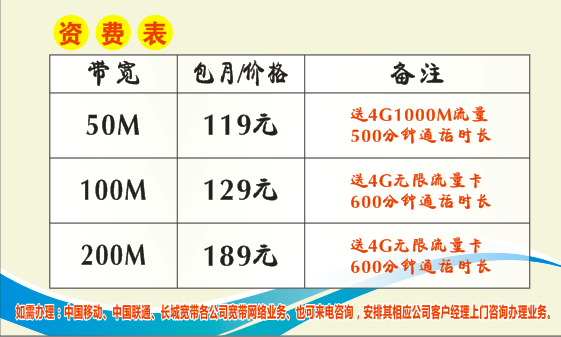 资费表
带宽 包月/价格 备注
50M 119元 送4G1000M流量
500分钟通话时长
100M 129元 送4G无限流量卡
600分钟通话时长
200M 189元 送4G无限流量卡
600分钟通话时长
如需办理：中国移动、中国联通、长城宽带各公司宽带网络业务、也可来电咨询，安排其相应公司客户经理上门咨询办理业务。